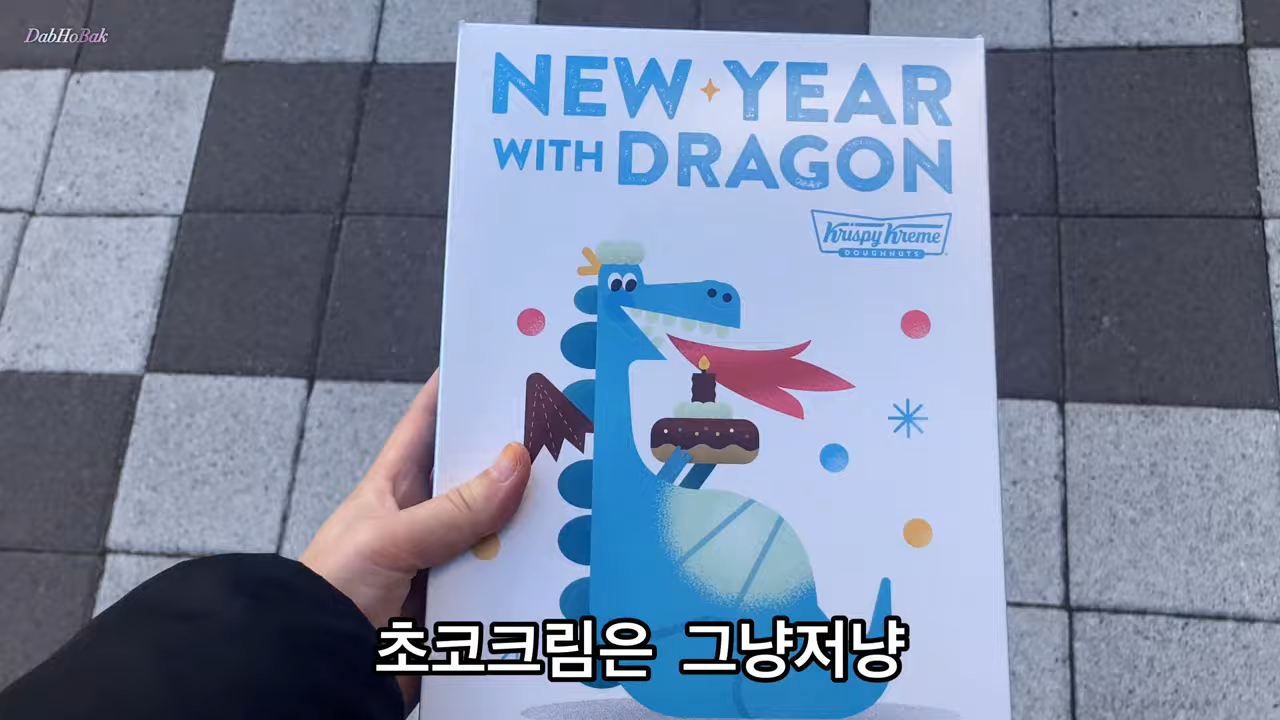 DabHoBak
NEW YEAR
WITH DRAGON
Krispy Kreme
DOUGHNUTS
초코크림은 그냥저냥